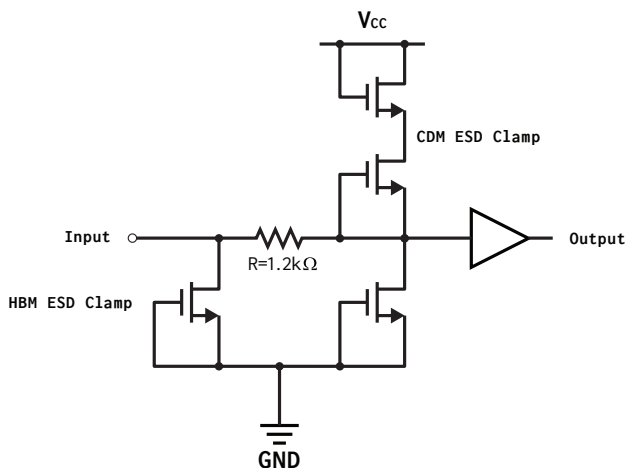 VCC
CDM ESD Clamp
Input
R=1.2kΩ
Output
HBM ESD Clamp
GND